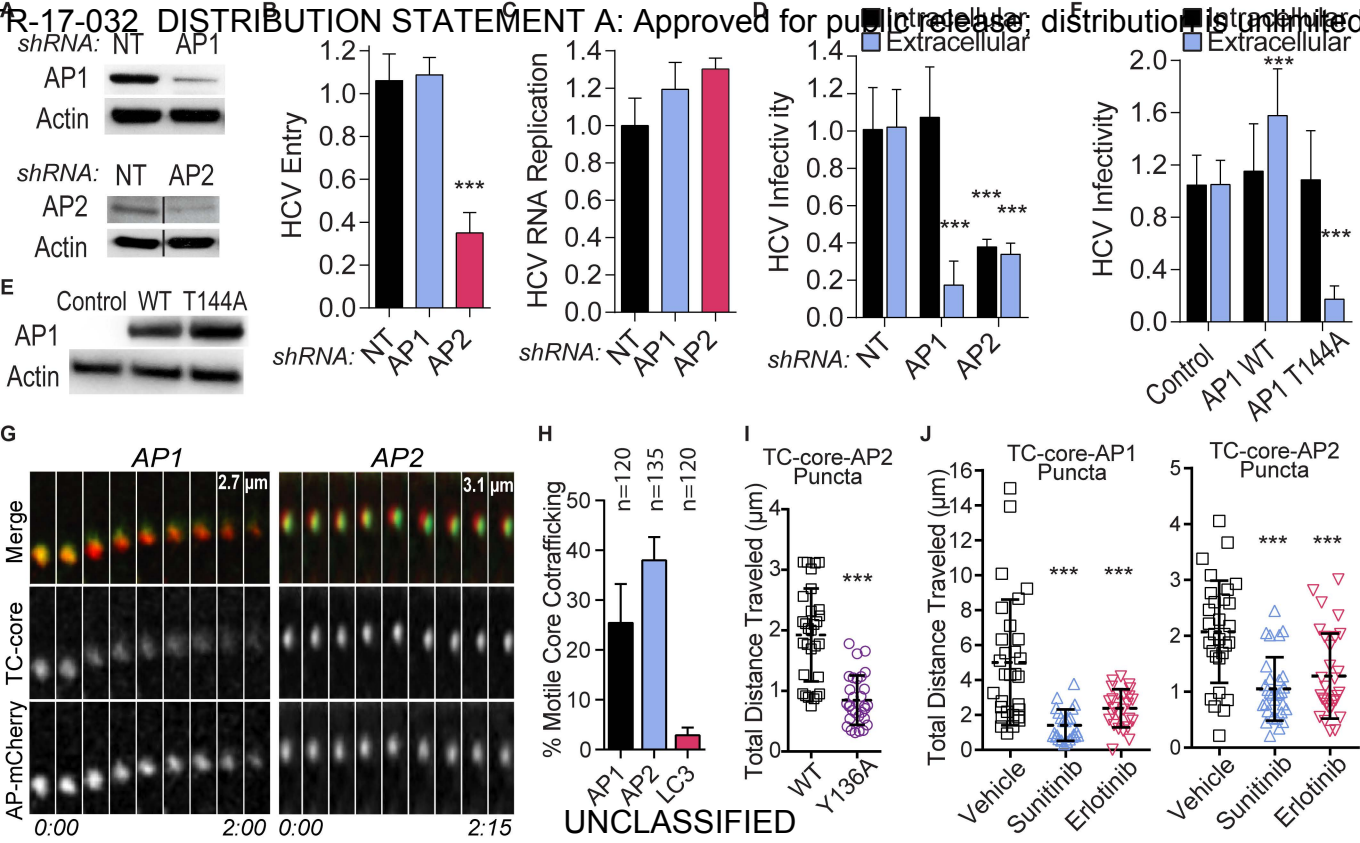 R-17-032 DISTRIBUTION STATEMENT A: Approved for public release; distribution is unlimited
A
shRNA: NT AP1
AP1
Actin
shRNA: NT AP2
AP2
Actin
B
HCV Entry
1.2
1.0
0.8
0.6
0.4
0.2
0.0
***
shRNA: NT AP1 AP2
C
HCV RNA Replication
1.4
1.2
1.0
0.8
0.6
0.4
0.2
0.0
shRNA: NT AP1 AP2
D
Intracellular
Extracellular
HCV Infectivity
1.4
1.2
1.0
0.8
0.6
0.4
0.2
0.0
***
***
***
shRNA: NT AP1 AP2
Intracellular
Extracellular
HCV Infectivity
2.0
1.6
1.2
0.8
0.4
0.0
***
***
Control AP1 WT AP1 T144A
E
Control WT T144A
AP1
Actin
G
AP1 AP2
Merge
2.7 µm
3.1 µm
TC-core
AP-mCherry
0:00 2:00 0:00 2:15
H
n=120
n=135
n=120
% Motile Core Cotrafficking
50
40
30
20
10
0
AP1 AP2 LC3
I
TC-core-AP2
Puncta
Total Distance Traveled (µm)
4
3
2
1
0
***
WT Y136A
J
TC-core-AP1
Puncta
Total Distance Traveled (µm)
16
14
12
10
8
6
4
2
0
*** ***
Vehicle Sunitinib Erlotinib
TC-core-AP2
Puncta
5
4
3
2
1
0
*** ***
Vehicle Sunitinib Erlotinib
UNCLASSIFIED